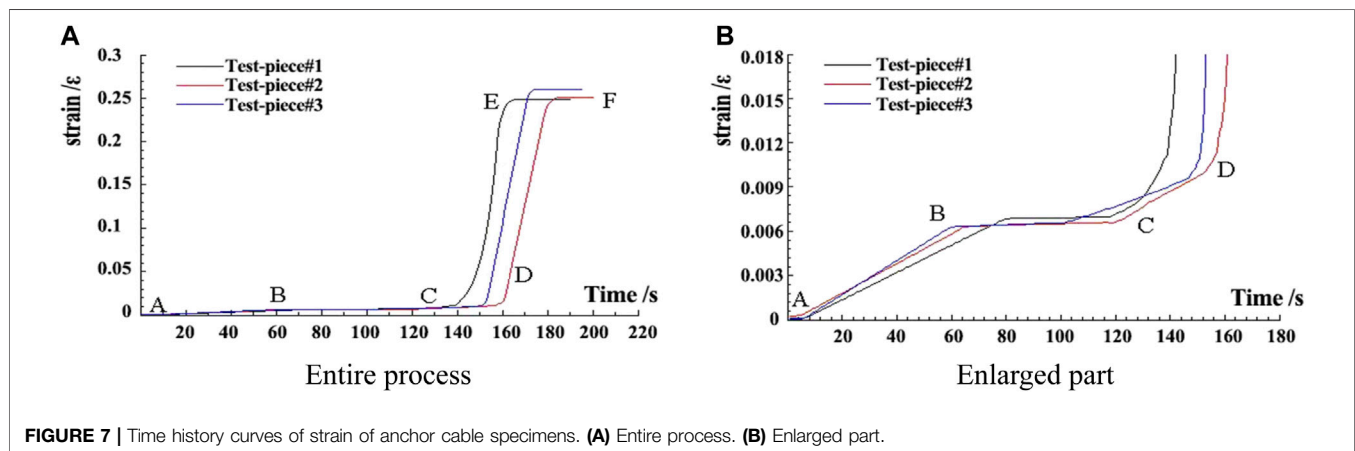 A
strain /ε
0.3
0.25
0.2
0.15
0.1
0.05
0
Test-piece#1
Test-piece#2
Test-piece#3
A
B
C
D
E
F
Time /s
20 40 60 80 100 120 140 160 180 200 220
Entire process
B
strain /ε
0.018
0.015
0.012
0.009
0.006
0.003
0
Test-piece#1
Test-piece#2
Test-piece#3
A
B
C
D
Time /s
20 40 60 80 100 120 140 160 180
Enlarged part
FIGURE 7 | Time history curves of strain of anchor cable specimens. (A) Entire process. (B) Enlarged part.